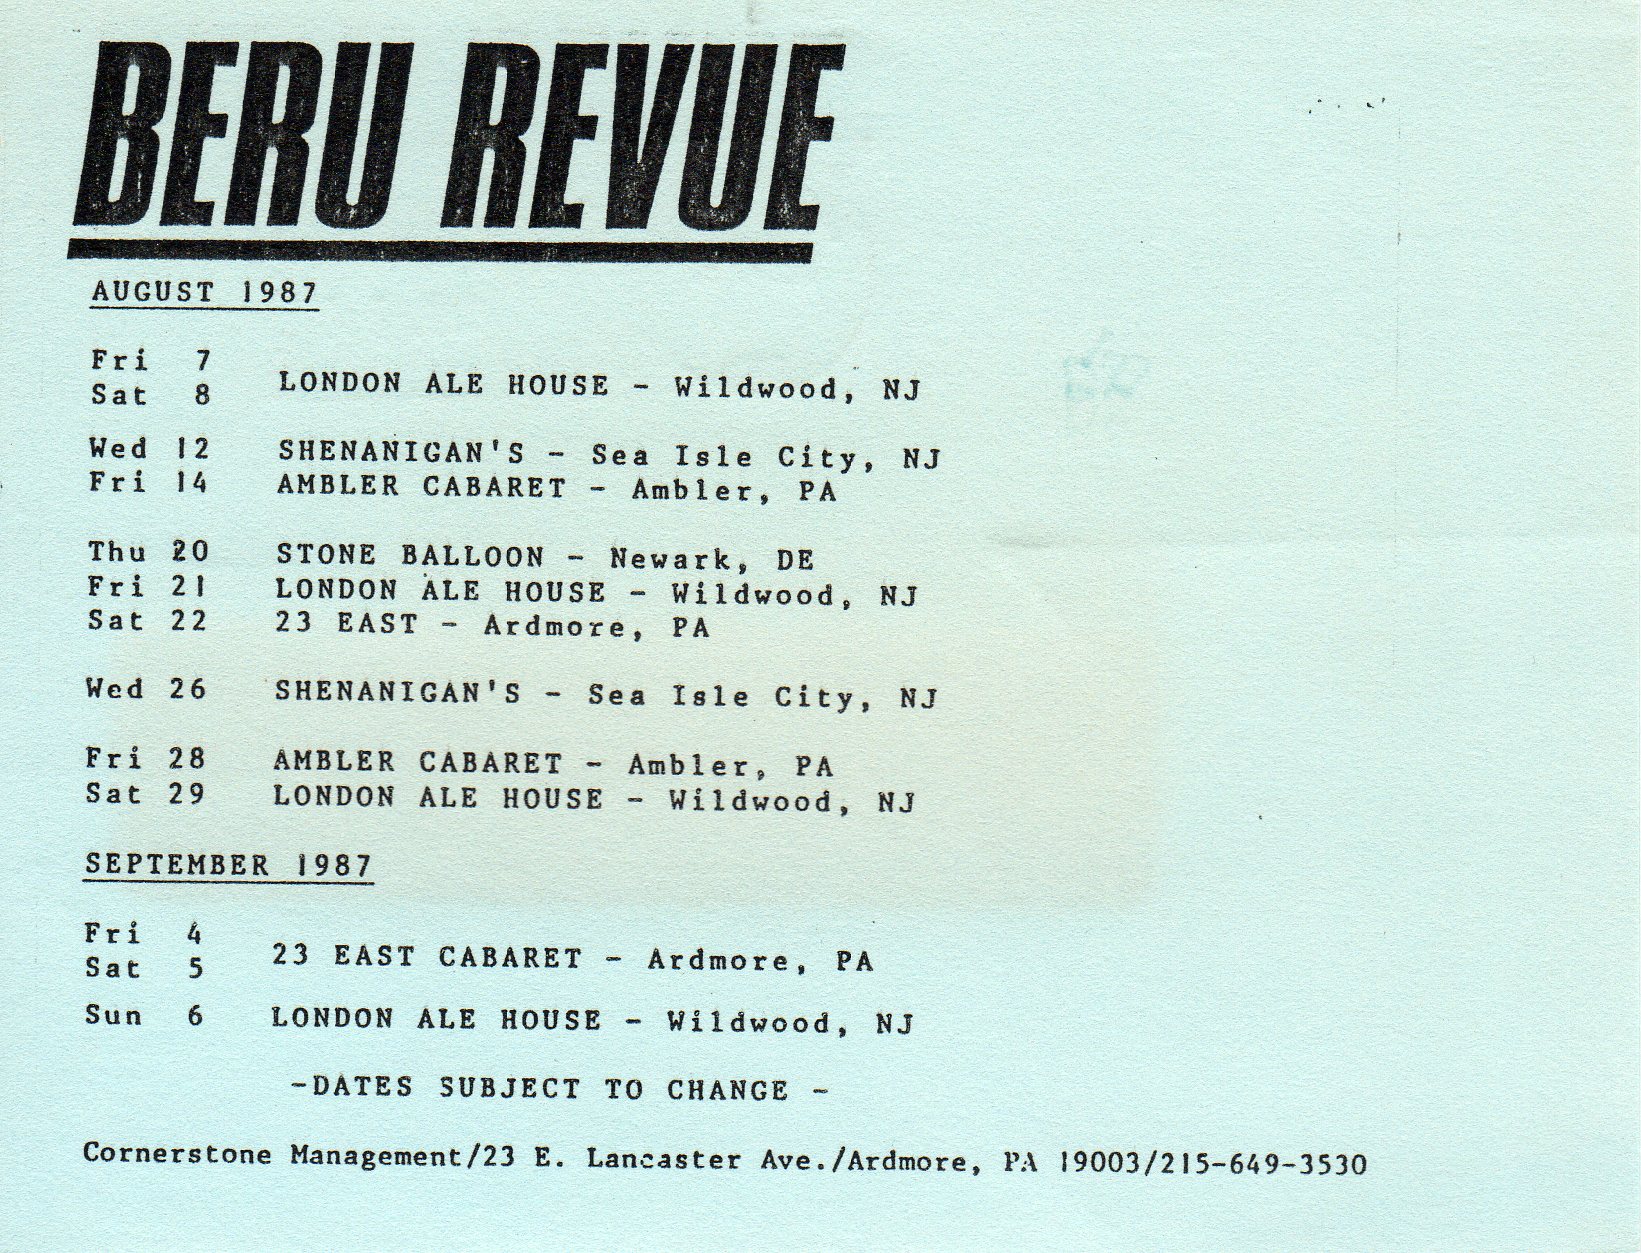 BERU REVUE
AUGUST 1987
Fri 7
Sat 8 LONDON ALE HOUSE - Wildwood, NJ
Wed 12 SHENANIGAN'S - Sea Isle City, NJ
Fri 14 AMBLER CABARET - Ambler, PA
Thu 20 STONE BALLOON - Newark, DE
Fri 21 LONDON ALE HOUSE - Wildwood, NJ
Sat 22 23 EAST - Ardmore, PA
Wed 26 SHENANIGAN'S - Sea Isle City, NJ
Fri 28 AMBLER CABARET - Ambler, PA
Sat 29 LONDON ALE HOUSE - Wildwood, NJ
SEPTEMBER 1987
Fri 4
Sat 5 23 EAST CABARET - Ardmore, PA
Sun 6 LONDON ALE HOUSE - Wildwood, NJ
-DATES SUBJECT TO CHANGE -
Cornerstone Management/23 E. Lancaster Ave./Ardmore, PA 19003/215-649-3530